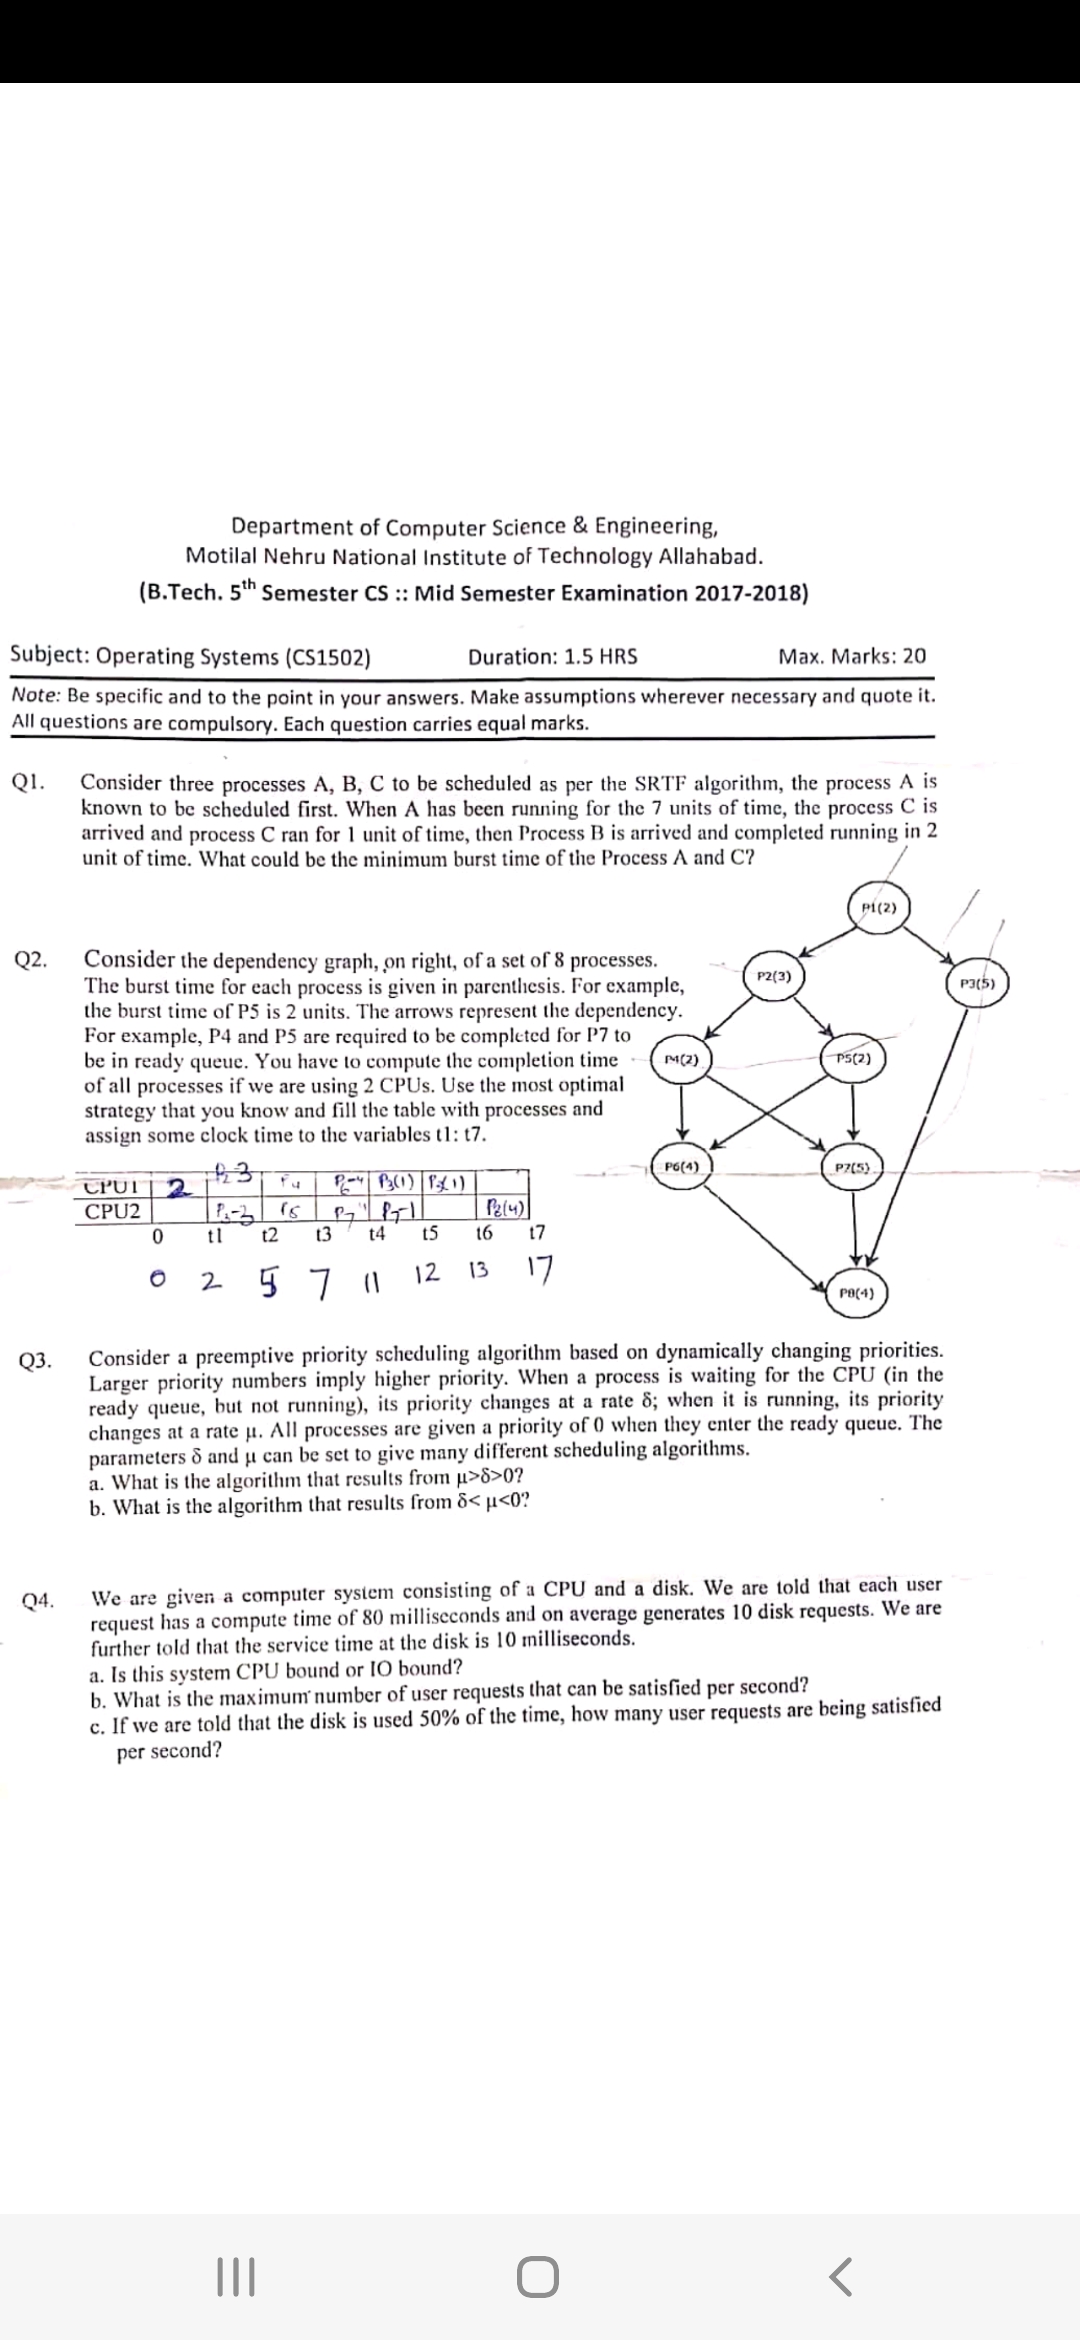 Department of Computer Science & Engineering,
Motilal Nehru National Institute of Technology Allahabad.
(B.Tech. 5th Semester CS :: Mid Semester Examination 2017-2018)
Subject: Operating Systems (CS1502) Duration: 1.5 HRS Max. Marks: 20
Note: Be specific and to the point in your answers. Make assumptions wherever necessary and quote it.
All questions are compulsory. Each question carries equal marks.
Q1. Consider three processes A, B, C to be scheduled as per the SRTF algorithm, the process A is
known to be scheduled first. When A has been running for the 7 units of time, the process C is
arrived and process C ran for 1 unit of time, then Process B is arrived and completed running in 2
unit of time. What could be the minimum burst time of the Process A and C?
P1(2)
P2(3)
P3(5)
P4(2)
P5(2)
P6(4)
P7(5)
P8(4)
Q2. Consider the dependency graph, on right, of a set of 8 processes.
The burst time for each process is given in parenthesis. For example,
the burst time of P5 is 2 units. The arrows represent the dependency.
For example, P4 and P5 are required to be completed for P7 to
be in ready queue. You have to compute the completion time
of all processes if we are using 2 CPUs. Use the most optimal
strategy that you know and fill the table with processes and
assign some clock time to the variables t1: t7.
CPU1 2 P2 3 P4 P6-4 P3(1) P3(1)
CPU2 P3-3 P5 P7 P7-1 P8(4)
0 t1 t2 t3 t4 t5 t6 t7
0 2 5 7 11 12 13 17
Q3. Consider a preemptive priority scheduling algorithm based on dynamically changing priorities.
Larger priority numbers imply higher priority. When a process is waiting for the CPU (in the
ready queue, but not running), its priority changes at a rate δ; when it is running, its priority
changes at a rate μ. All processes are given a priority of 0 when they enter the ready queue. The
parameters δ and μ can be set to give many different scheduling algorithms.
a. What is the algorithm that results from μ>δ>0?
b. What is the algorithm that results from δ< μ<0?
Q4. We are given a computer system consisting of a CPU and a disk. We are told that each user
request has a compute time of 80 milliseconds and on average generates 10 disk requests. We are
further told that the service time at the disk is 10 milliseconds.
a. Is this system CPU bound or IO bound?
b. What is the maximum number of user requests that can be satisfied per second?
c. If we are told that the disk is used 50% of the time, how many user requests are being satisfied
per second?